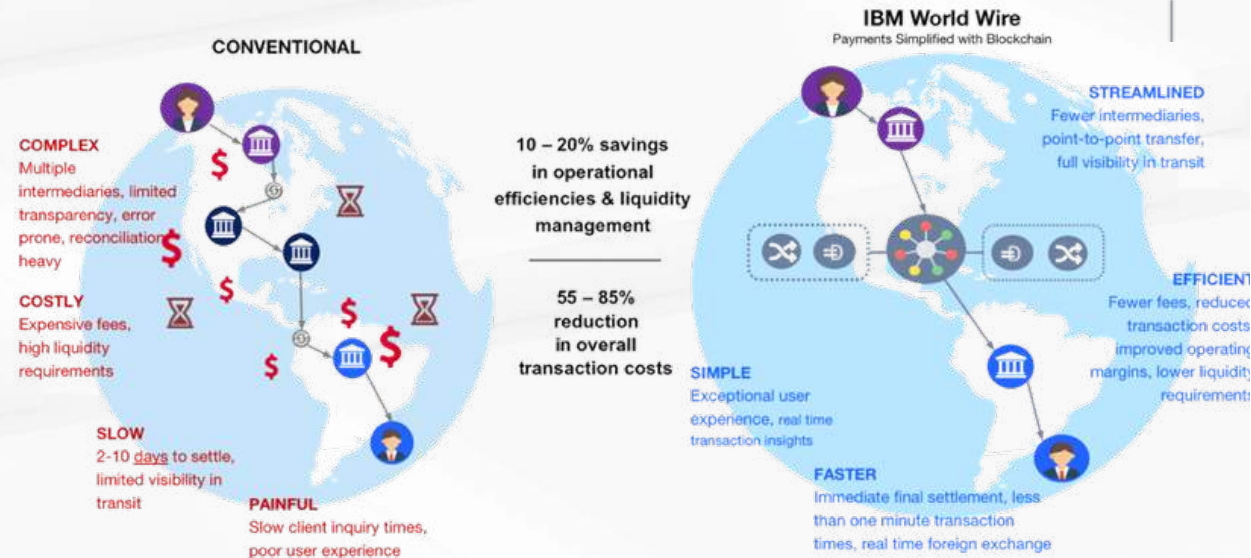 CONVENTIONAL
COMPLEX
Multiple
intermediaries, limited
transparency, error
prone, reconciliation
heavy
COSTLY
Expensive fees,
high liquidity
requirements
SLOW
2-10 days to settle,
limited visibility in
transit
PAINFUL
Slow client inquiry times,
poor user experience
10 – 20% savings
in operational
efficiencies & liquidity
management
55 – 85%
reduction
in overall
transaction costs
IBM World Wire
Payments Simplified with Blockchain
STREAMLINED
Fewer intermediaries,
point-to-point transfer,
full visibility in transit
EFFICIENT
Fewer fees, reduced
transaction costs
improved operating
margins, lower liquidity
requirements
SIMPLE
Exceptional user
experience, real time
transaction insights
FASTER
Immediate final settlement, less
than one minute transaction
times, real time foreign exchange